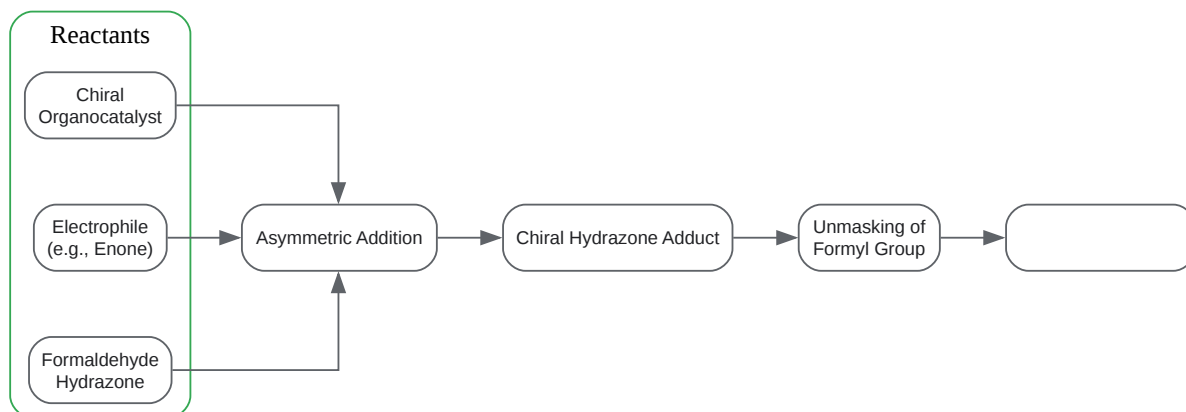 Reactants
Chiral
Organocatalyst
Electrophile
(e.g., Enone)
Asymmetric Addition
Chiral Hydrazone Adduct
Unmasking of
Formyl Group
Formaldehyde
Hydrazone